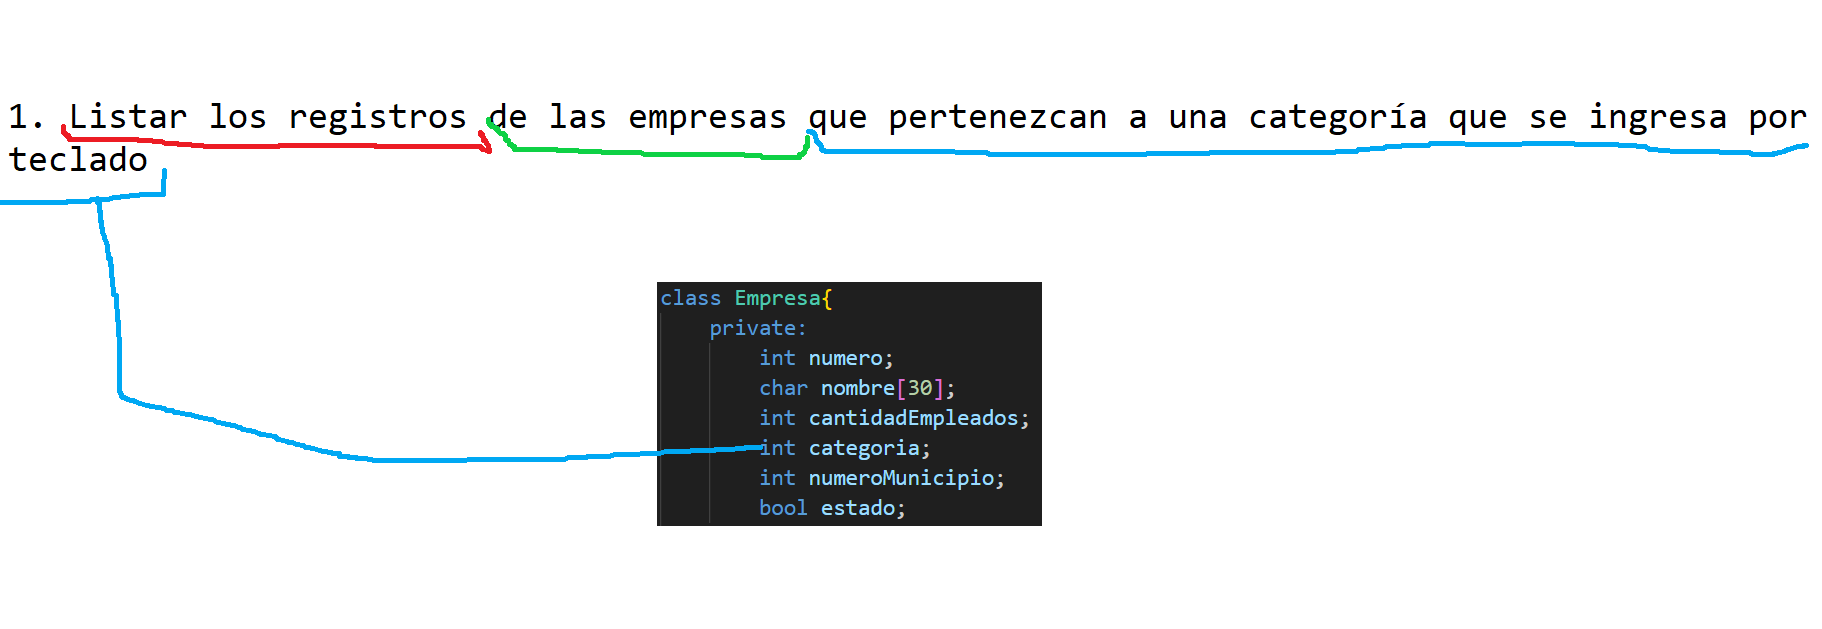 1. Listar los registros de las empresas que pertenezcan a una categoría que se ingresa por
teclado
class Empresa{
private:
int numero;
char nombre[30];
int cantidadEmpleados;
int categoria;
int numeroMunicipio;
bool estado;